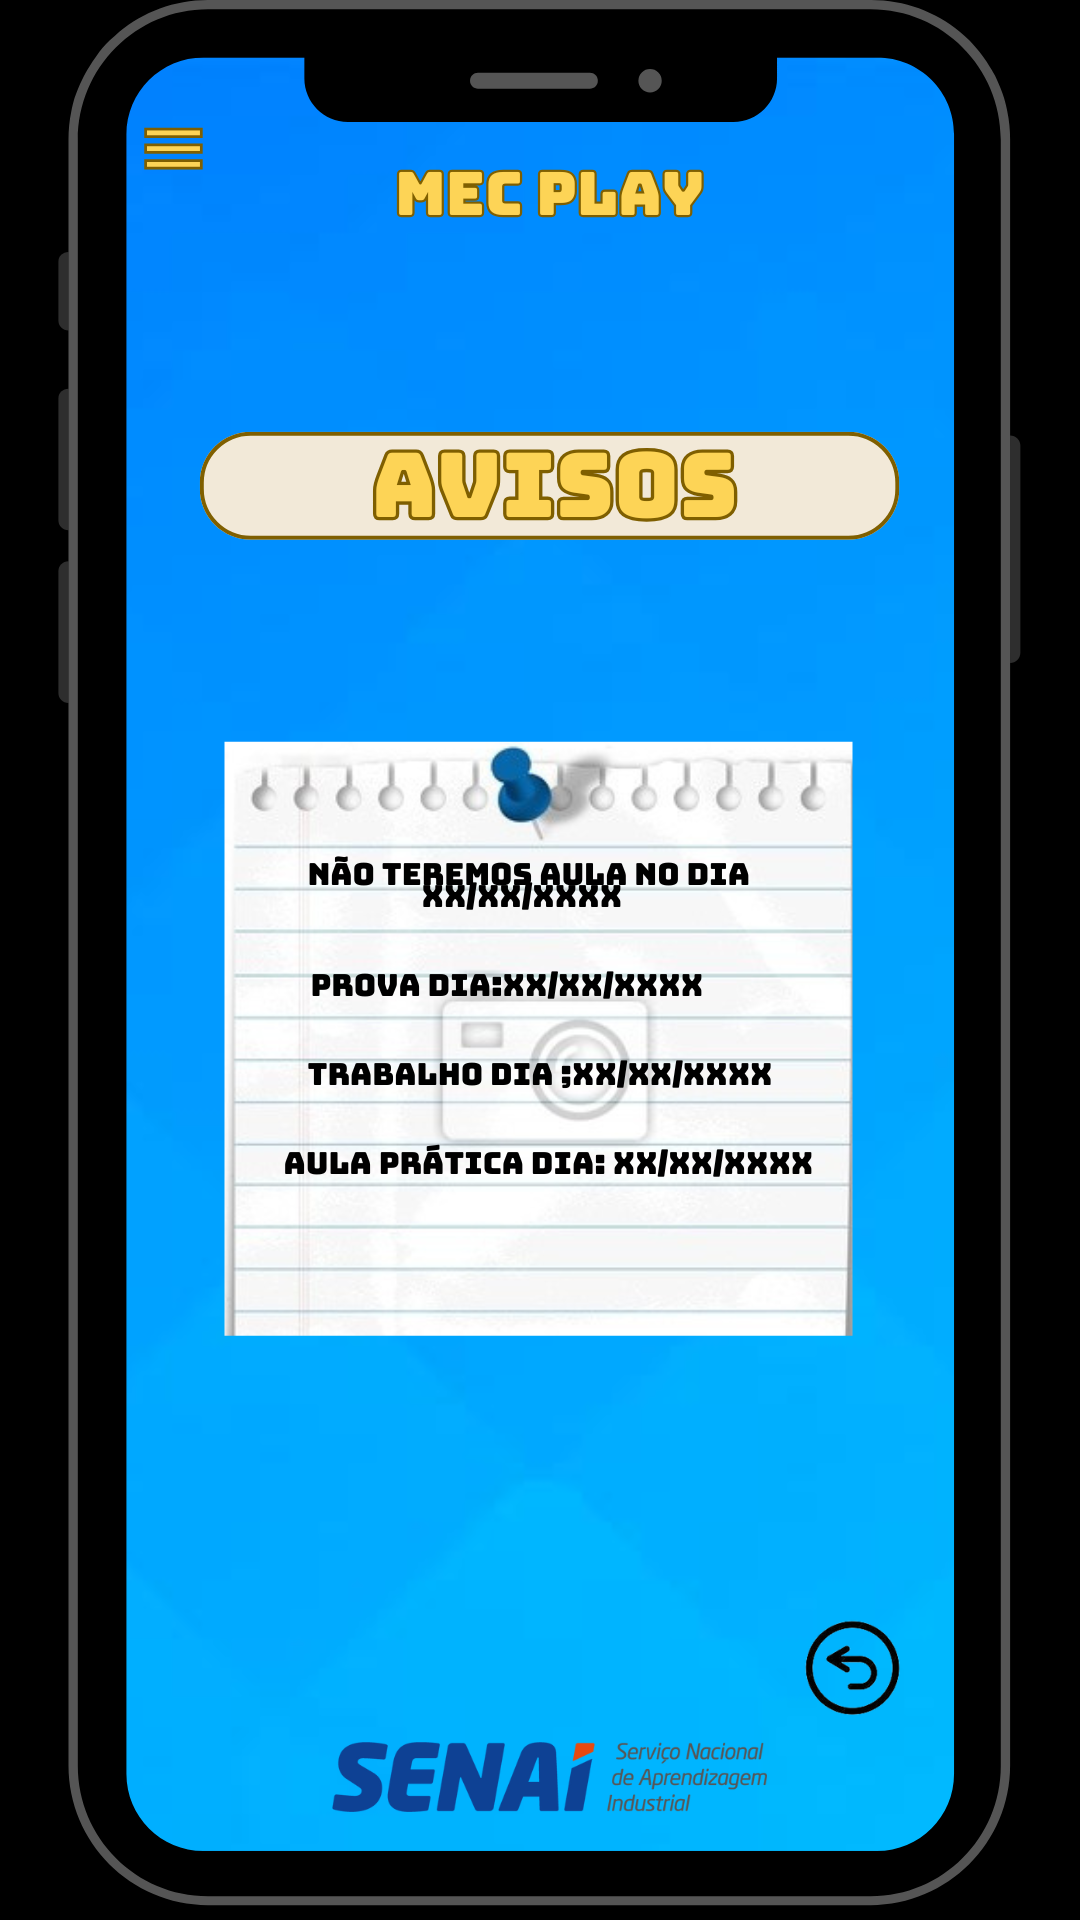 MEC PLAY
AVISOS
NÃO TEREMOS AULA NO DIA
XX/XX/XXXX
PROVA DIA:XX/XX/XXXX
TRABALHO DIA ;XX/XX/XXXX
AULA PRÁTICA DIA: XX/XX/XXXX
SENAI
Serviço Nacional
de Aprendizagem
Industrial